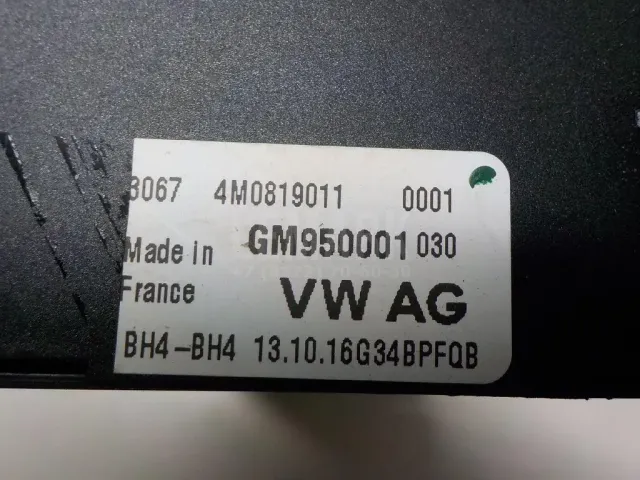 3067 4M0819011 0001
Made in GM950001 030
France VW AG
BH4-BH4 13.10.16G34BPFQB